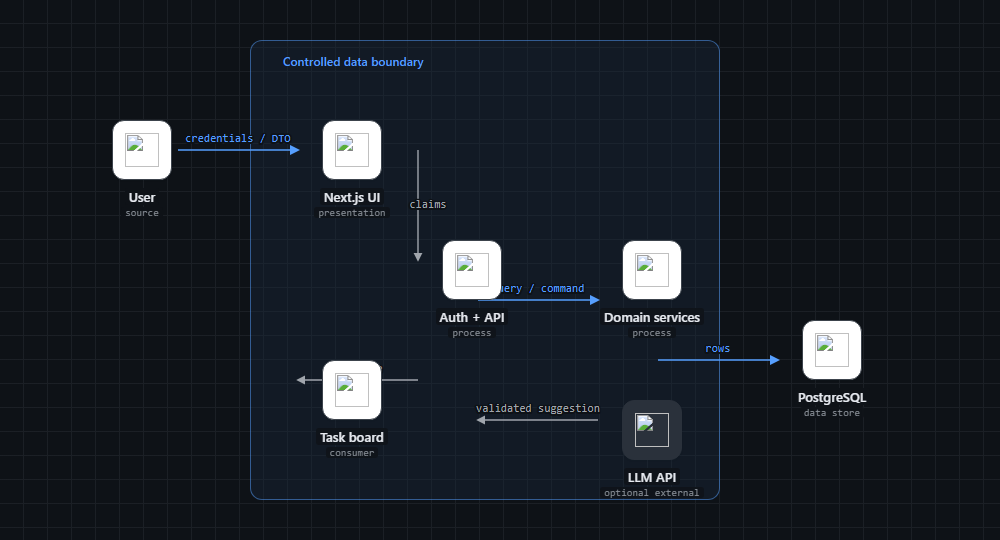 Controlled data boundary
credentials / DTO
User
source
Next.js UI
presentation
claims
uery / command
Auth + API
process
Domain services
process
rows
PostgreSQL
data store
Task board
consumer
validated suggestion
LLM API
optional external